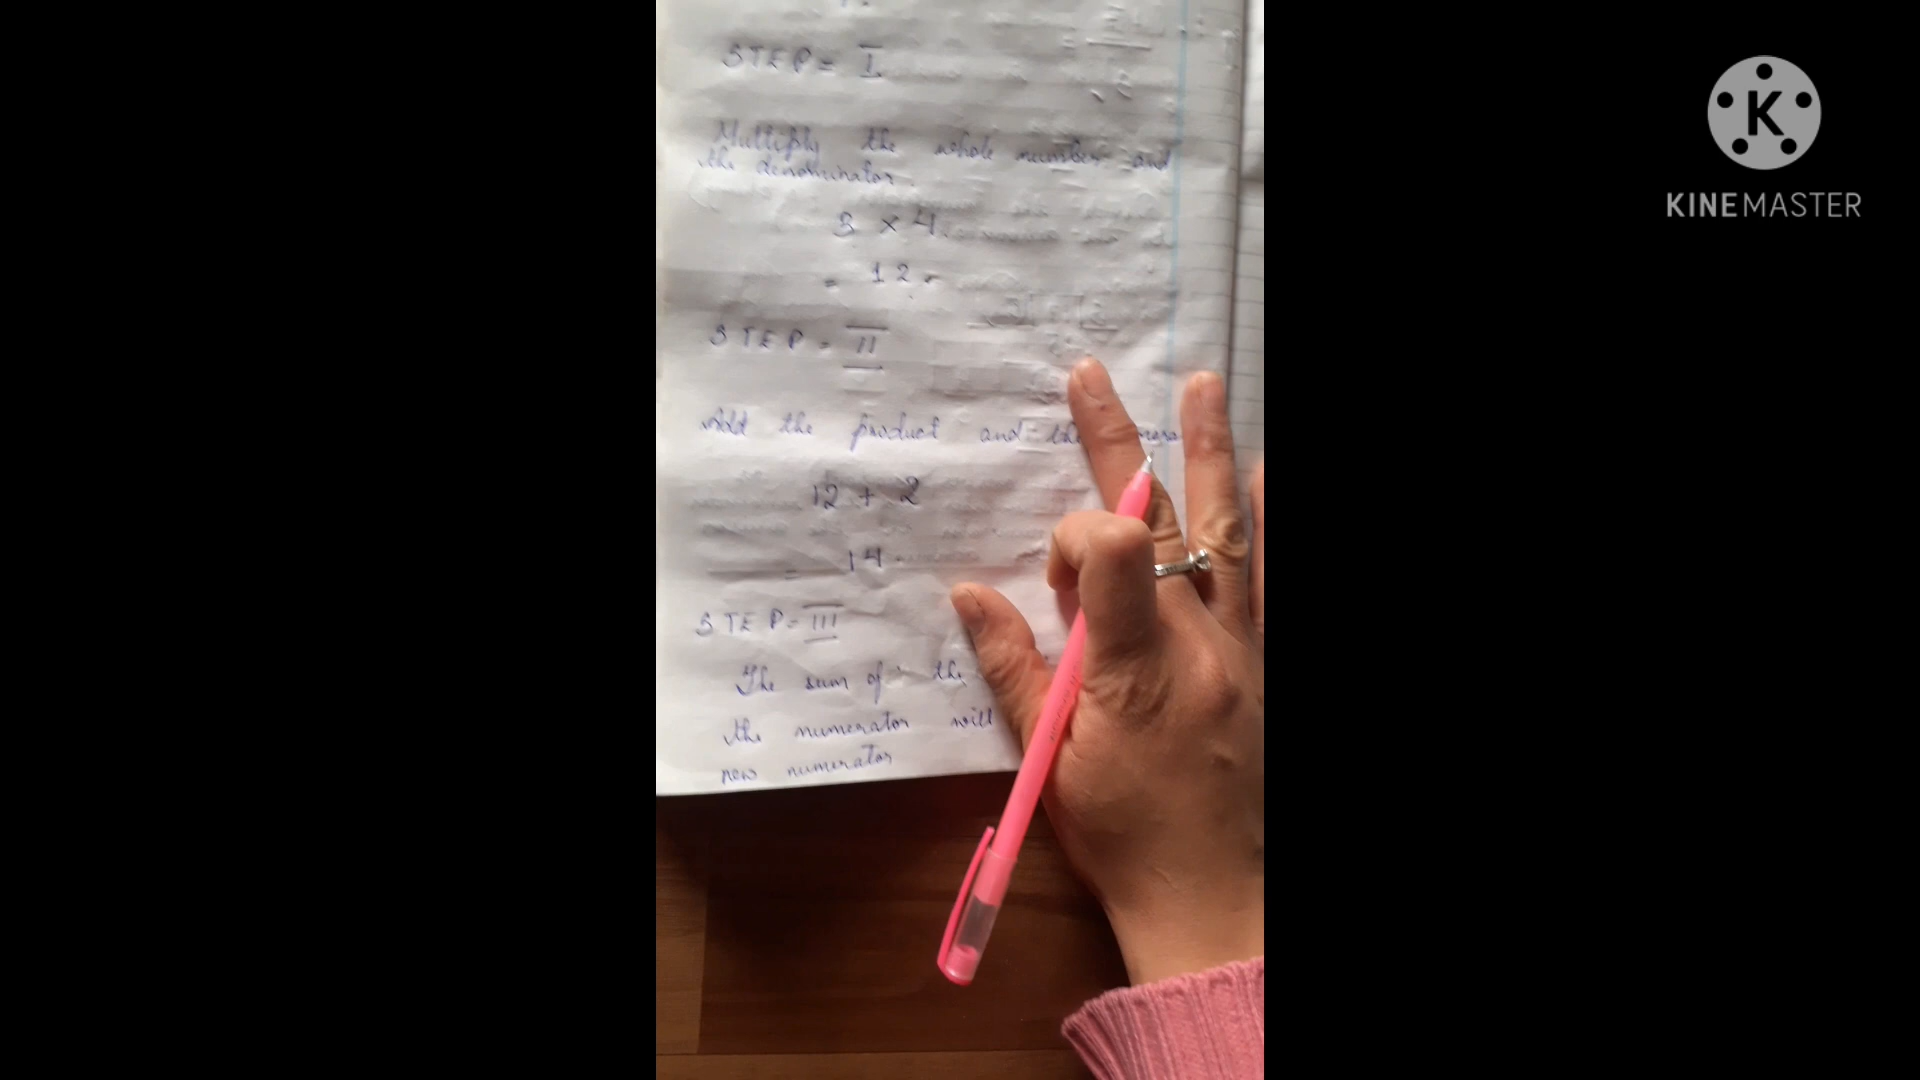 STEP = I.
Multiply the whole number and
the denominator.
3 × 4.
= 12.
STEP = II
Add the product and the
12 + 2
= 14.
STEP = III
The sum of the
the numerator will
new numerator
KINEMASTER